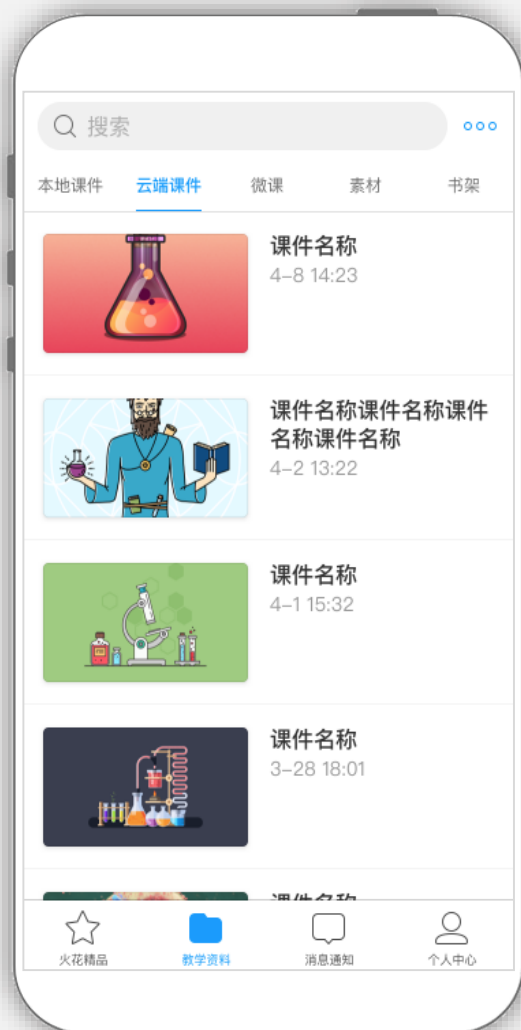 搜索
本地课件 云端课件 微课 素材 书架
课件名称
4-8 14:23
课件名称课件名称课件
名称课件名称
4-2 13:22
课件名称
4-1 15:32
课件名称
3-28 18:01
课件名称
火花精品 教学资料 消息通知 个人中心